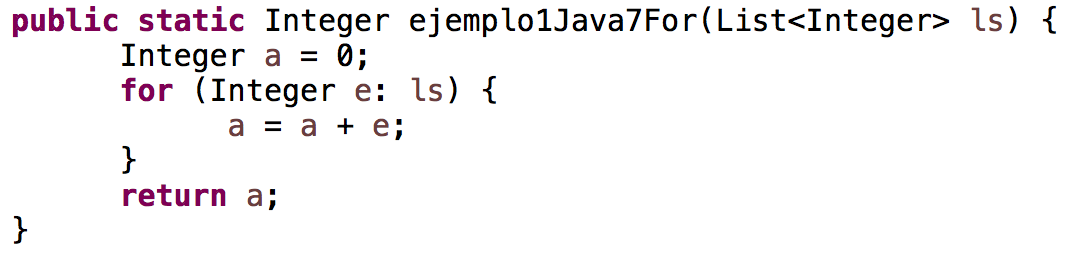 public static Integer ejemplo1Java7For(List<Integer> ls) {
Integer a = 0;
for (Integer e: ls) {
a = a + e;
}
return a;
}